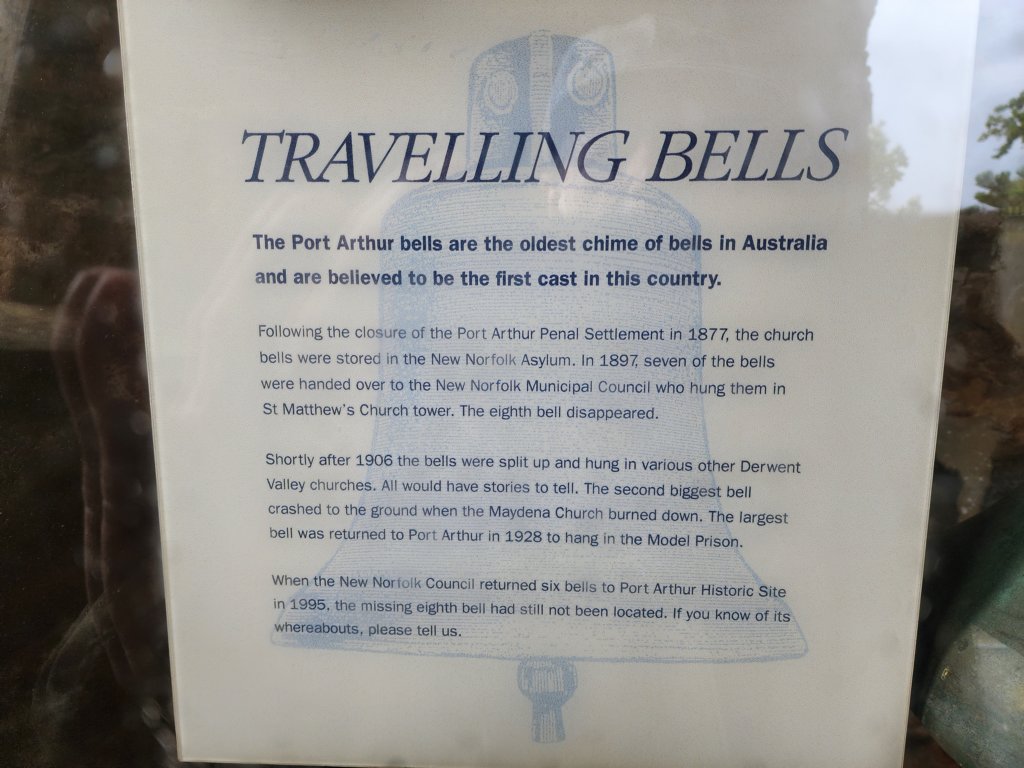 TRAVELLING BELLS
The Port Arthur bells are the oldest chime of bells in Australia
and are believed to be the first cast in this country.
Following the closure of the Port Arthur Penal Settlement in 1877, the church
bells were stored in the New Norfolk Asylum. In 1897, seven of the bells
were handed over to the New Norfolk Municipal Council who hung them in
St Matthew's Church tower. The eighth bell disappeared.
Shortly after 1906 the bells were split up and hung in various other Derwent
Valley churches. All would have stories to tell. The second biggest bell
crashed to the ground when the Maydena Church burned down. The largest
bell was returned to Port Arthur in 1928 to hang in the Model Prison.
When the New Norfolk Council returned six bells to Port Arthur Historic Site
in 1995, the missing eighth bell had still not been located. If you know of its
whereabouts, please tell us.